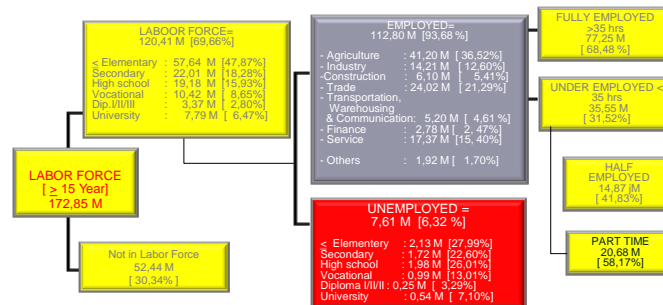 LABOOR FORCE=
120,41 M [69,66%]
< Elementary : 57,64 M [47,87%]
Secondary : 22,01 M [18,28%]
High school : 19,18 M [15,93%]
Vocational : 10,42 M [ 8,65%]
Dip.I/II/III : 3,37 M [ 2,80%]
University : 7,79 M [ 6,47%]
LABOR FORCE
[ > 15 Year]
172,85 M
Not in Labor Force
52,44 M
[ 30,34% ]
EMPLOYED=
112,80 M [93,68 %]
- Agriculture : 41,20 M [ 36,52%]
- Industry : 14,21 M [ 12,60%]
-Construction : 6,10 M [ 5,41%]
- Trade : 24,02 M [ 21,29%]
- Transportation,
Warehousing
& Communication: 5,20 M [ 4,61 %]
- Finance : 2,78 M [ 2, 47%]
- Service : 17,37 M [15, 40%]
- Others : 1,92 M [ 1,70%]
UNEMPLOYED =
7,61 M [6,32 %]
< Elementery : 2,13 M [27,99%]
Secondary : 1,72 M [22,60%]
High school : 1,98 M [26,01%]
Vocational : 0,99 M [13,01%]
Diploma I/II/II : 0,25 M [ 3,29%]
University : 0,54 M [ 7,10%]
FULLY EMPLOYED
>35 hrs
77,25 M
[ 68,48 %]
UNDER EMPLOYED <
35 hrs
35,55 M
[31,52%]
HALF
EMPLOYED
14,87 jM
[ 41,83%]
PART TIME
20,68 M
[ 58,17%]